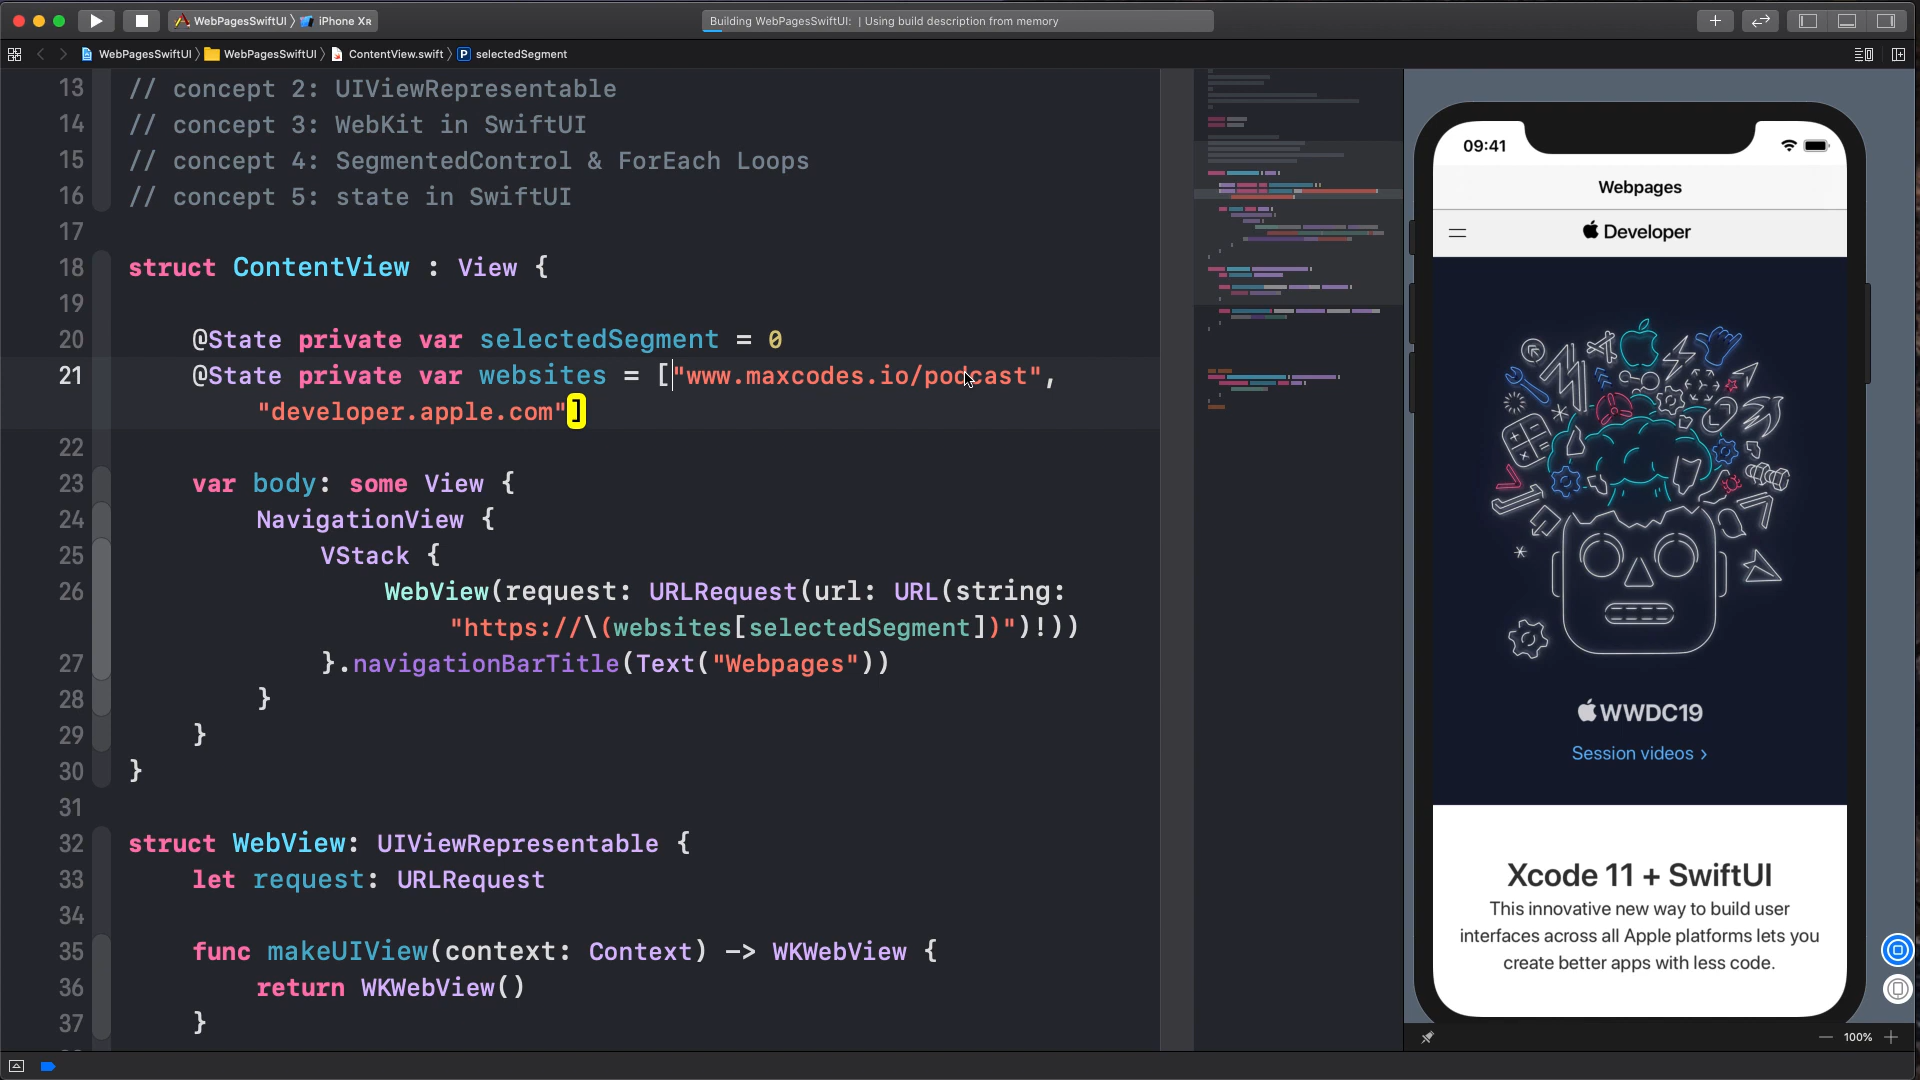 WebPagesSwiftUI iPhone XR
Building WebPagesSwiftUI: | Using build description from memory
WebPagesSwiftUI WebPagesSwiftUI ContentView.swift P selectedSegment
13 // concept 2: UIViewRepresentable
14 // concept 3: WebKit in SwiftUI
15 // concept 4: SegmentedControl & ForEach Loops
16 // concept 5: state in SwiftUI
17
18 struct ContentView : View {
19
20 @State private var selectedSegment = 0
21 @State private var websites = ["www.maxcodes.io/podcast",
"developer.apple.com"]
22
23 var body: some View {
24 NavigationView {
25 VStack {
26 WebView(request: URLRequest(url: URL(string:
"https://\(websites[selectedSegment])")!))
27 }.navigationBarTitle(Text("Webpages"))
28 }
29 }
30 }
31
32 struct WebView: UIViewRepresentable {
33 let request: URLRequest
34
35 func makeUIView(context: Context) -> WKWebView {
36 return WKWebView()
37 }
09:41
Webpages
Developer
WWDC19
Session videos >
Xcode 11 + SwiftUI
This innovative new way to build user
interfaces across all Apple platforms lets you
create better apps with less code.
100%